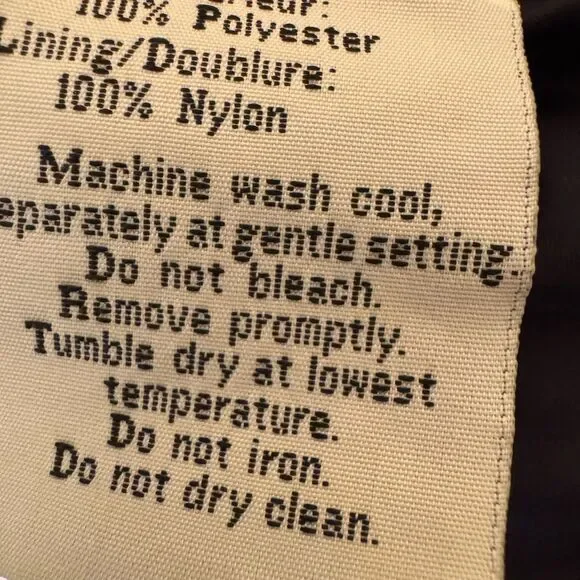 100% Polyester
Lining/Doublure:
100% Nylon
Machine wash cool,
eparately at gentle setting.
Do not bleach.
Remove promptly.
Tumble dry at lowest
temperature.
Do not iron.
Do not dry clean.